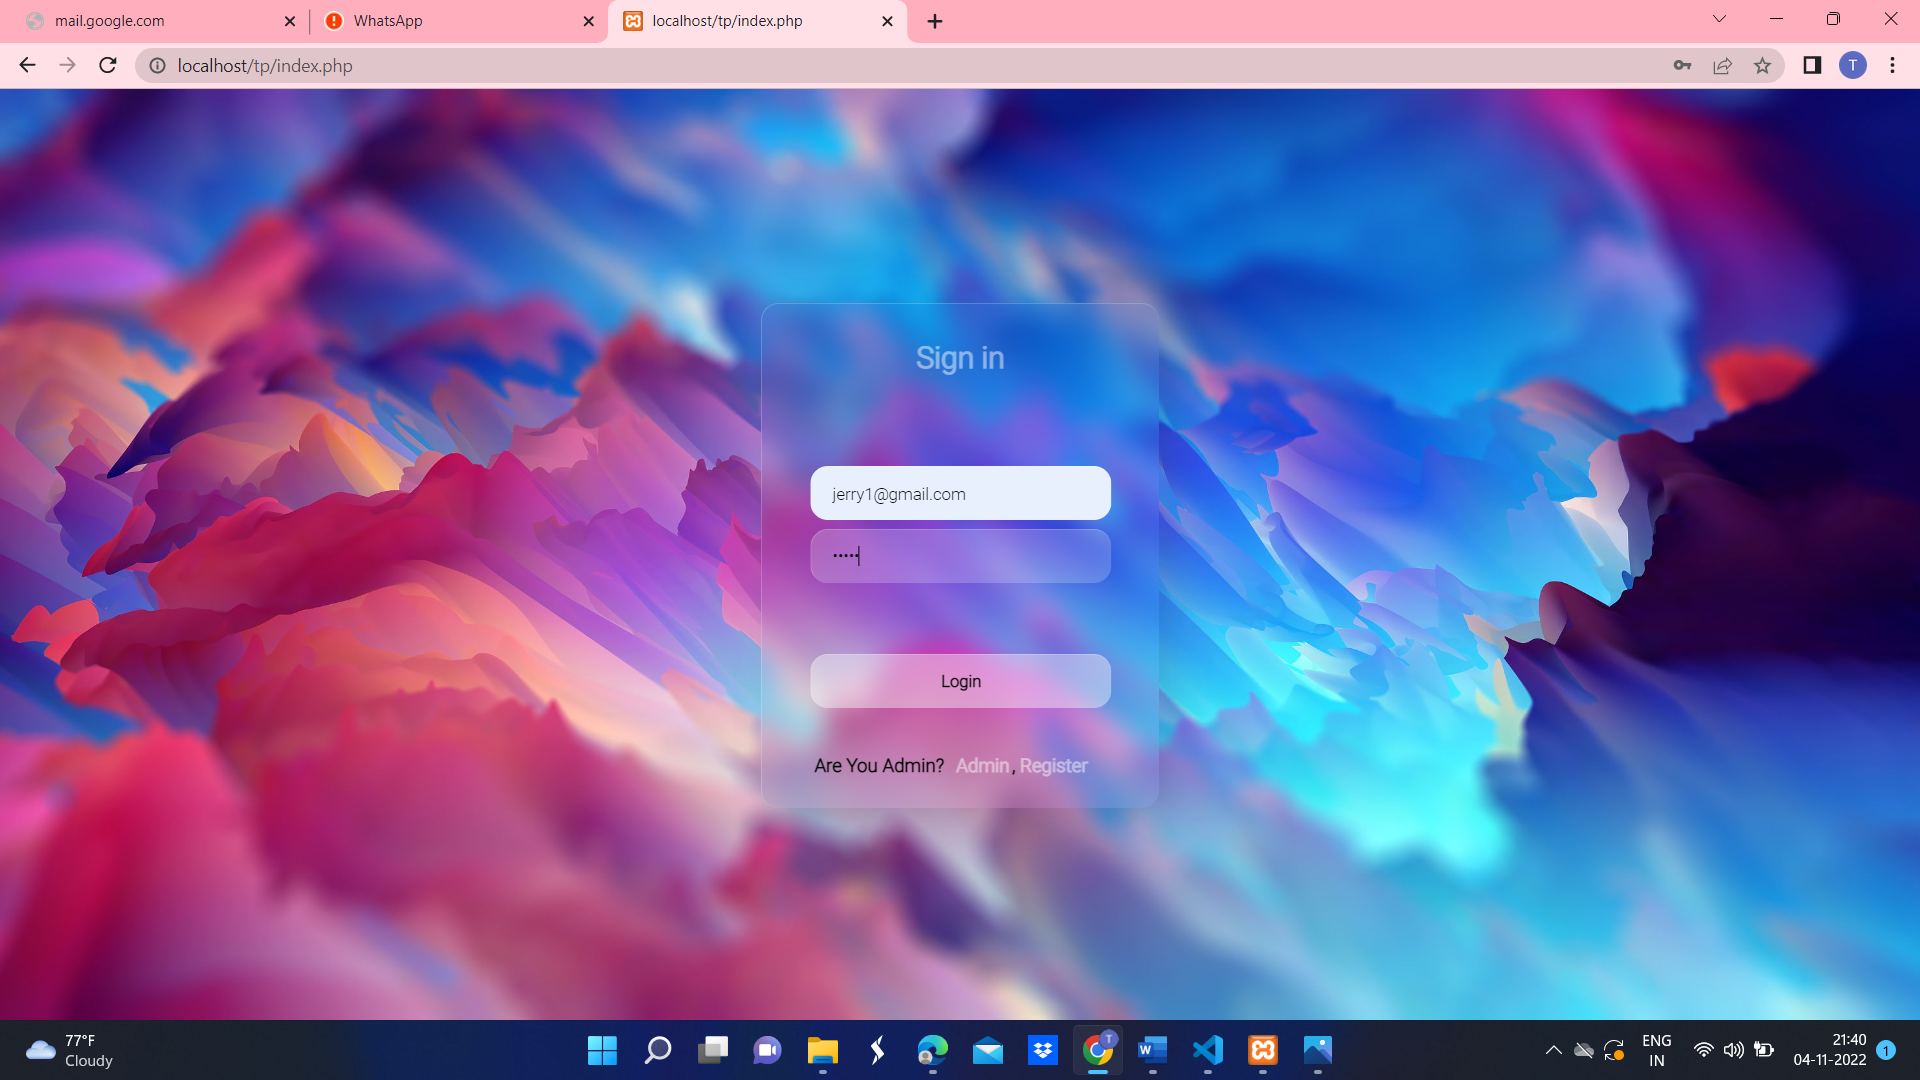 mail.google.com
WhatsApp
localhost/tp/index.php
localhost/tp/index.php
T
Sign in
jerry1@gmail.com
•••••
Login
Are You Admin? Admin , Register
77°F
Cloudy
T
W
ENG
IN
21:40
04-11-2022
1